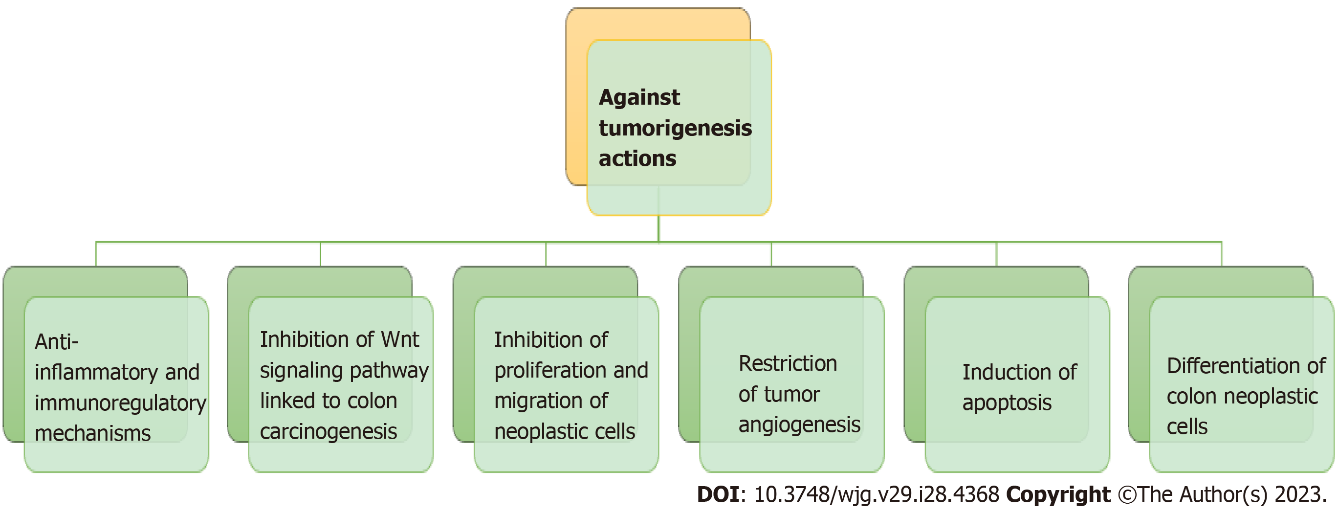 Against
tumorigenesis
actions
Anti-
inflammatory and
immunoregulatory
mechanisms
Inhibition of Wnt
signaling pathway
linked to colon
carcinogenesis
Inhibition of
proliferation and
migration of
neoplastic cells
Restriction
of tumor
angiogenesis
Induction of
apoptosis
Differentiation of
colon neoplastic
cells
DOI: 10.3748/wjg.v29.i28.4368 Copyright ©The Author(s) 2023.